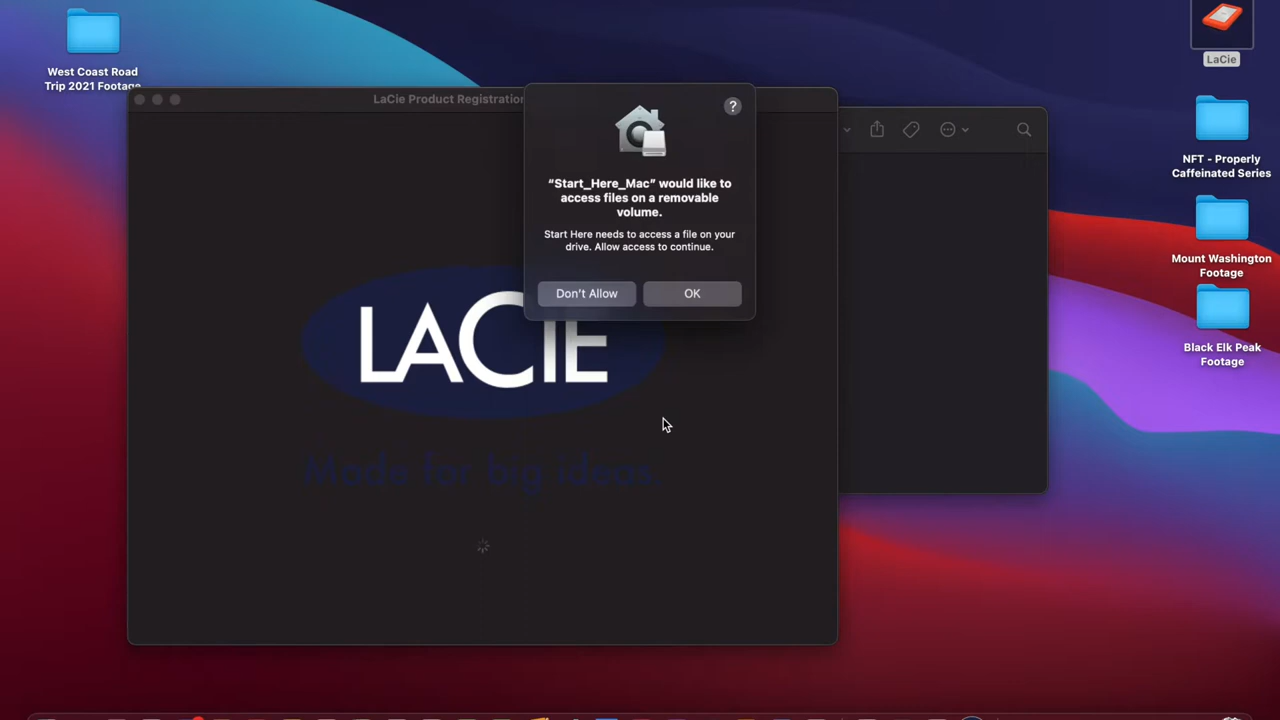 West Coast Road
Trip 2021 Footage
LaCie
LaCie Product Registration
?
“Start_Here_Mac” would like to
access files on a removable
volume.
Start Here needs to access a file on your
drive. Allow access to continue.
Don’t Allow
OK
LACIE
Made for big ideas.
NFT - Properly
Caffeinated Series
Mount Washington
Footage
Black Elk Peak
Footage